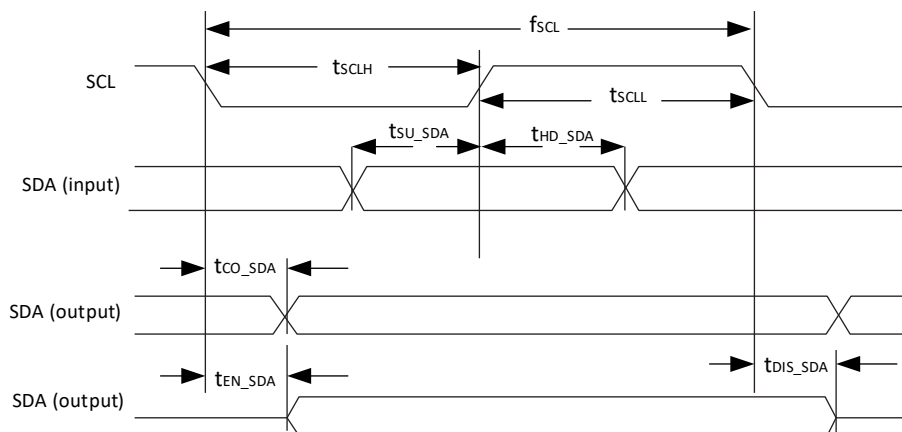 fSCL
SCL
tSCLH
tSCLL
tSU_SDA
tHD_SDA
SDA (input)
tCO_SDA
SDA (output)
tEN_SDA
tDIS_SDA
SDA (output)